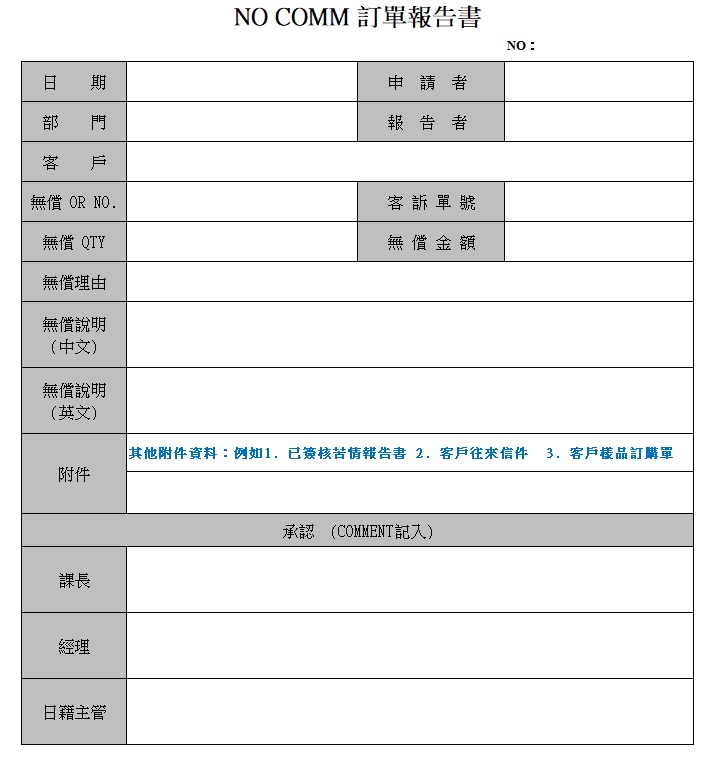 NO COMM 訂單報告書
NO：
日 期 申 請 者
部 門 報 告 者
客 戶
無償 OR NO. 客 訴 單 號
無償 QTY 無 償 金 額
無償理由
無償說明
(中文)
無償說明
(英文)
附件
其他附件資料：例如1. 已簽核苦情報告書 2. 客戶往來信件 3. 客戶樣品訂購單
承認 (COMMENT記入)
課長
經理
日籍主管